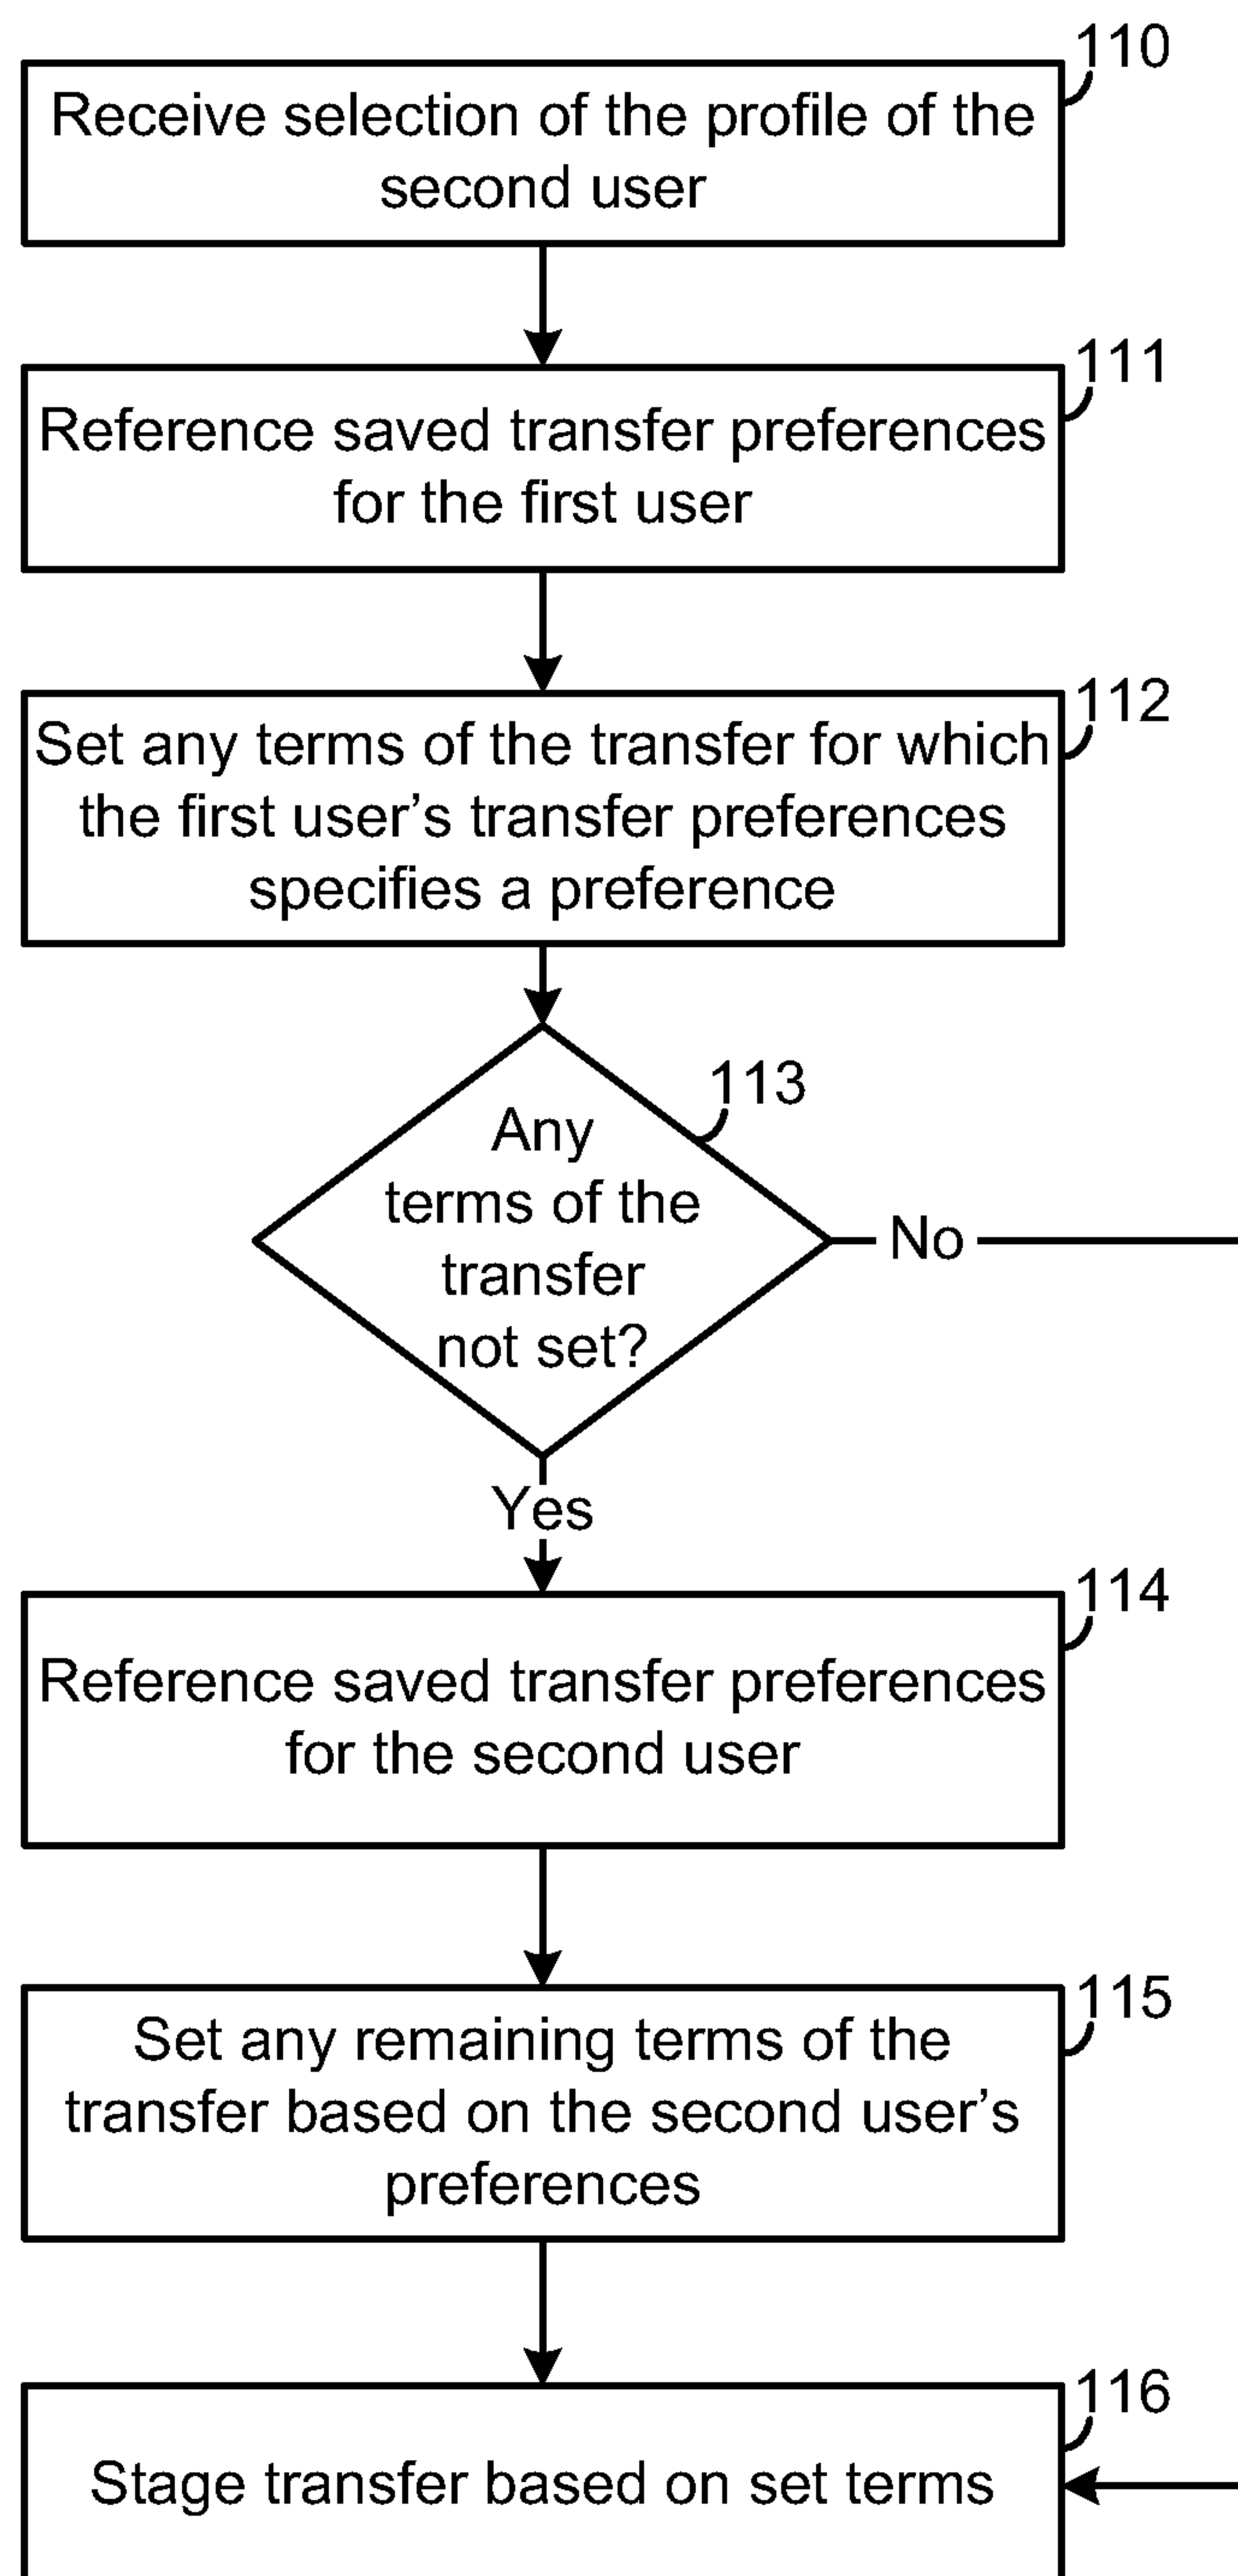 110
Receive selection of the profile of the
second user
111
Reference saved transfer preferences
for the first user
112
Set any terms of the transfer for which
the first user’s transfer preferences
specifies a preference
113
Any
terms of the
transfer
not set?
No
Yes
114
Reference saved transfer preferences
for the second user
115
Set any remaining terms of the
transfer based on the second user’s
preferences
116
Stage transfer based on set terms